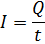 I = Q/t